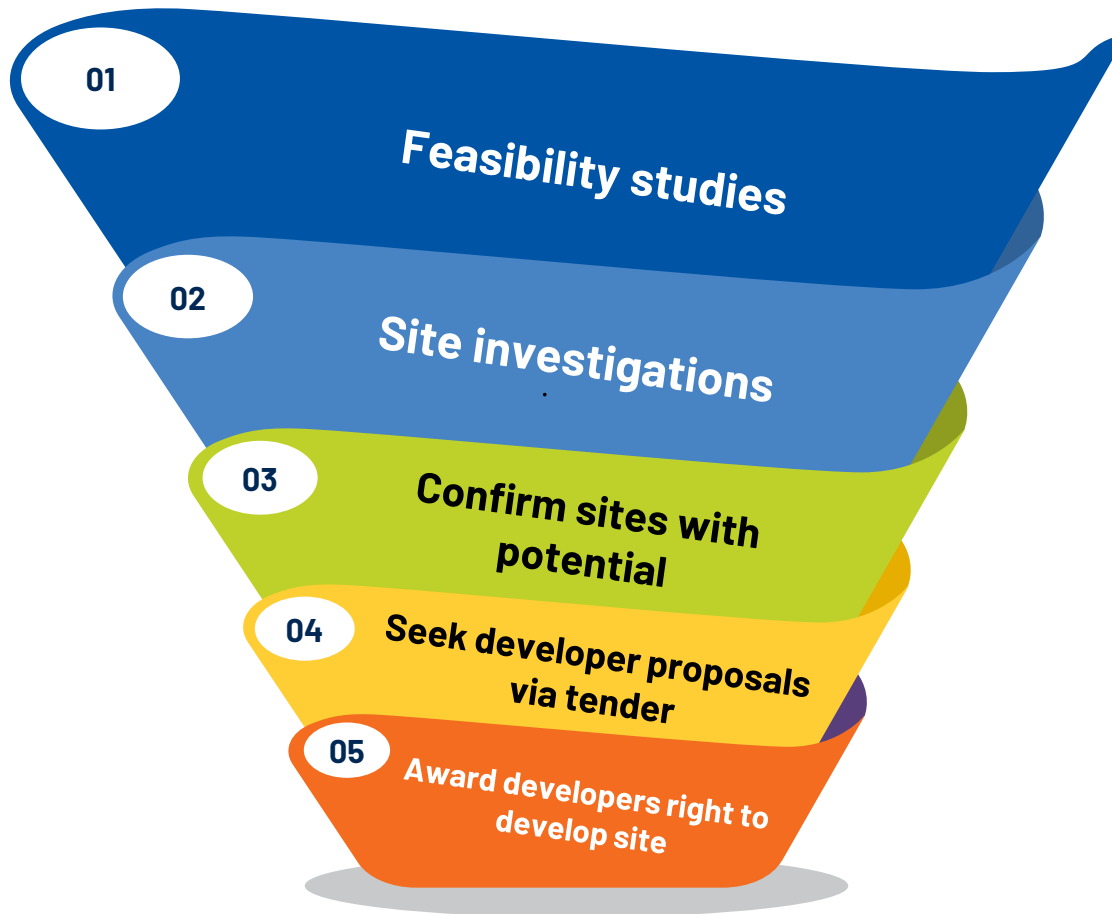 01
Feasibility studies
02
Site investigations
.
03
Confirm sites with
potential
04
Seek developer proposals
via tender
05
Award developers right to
develop site